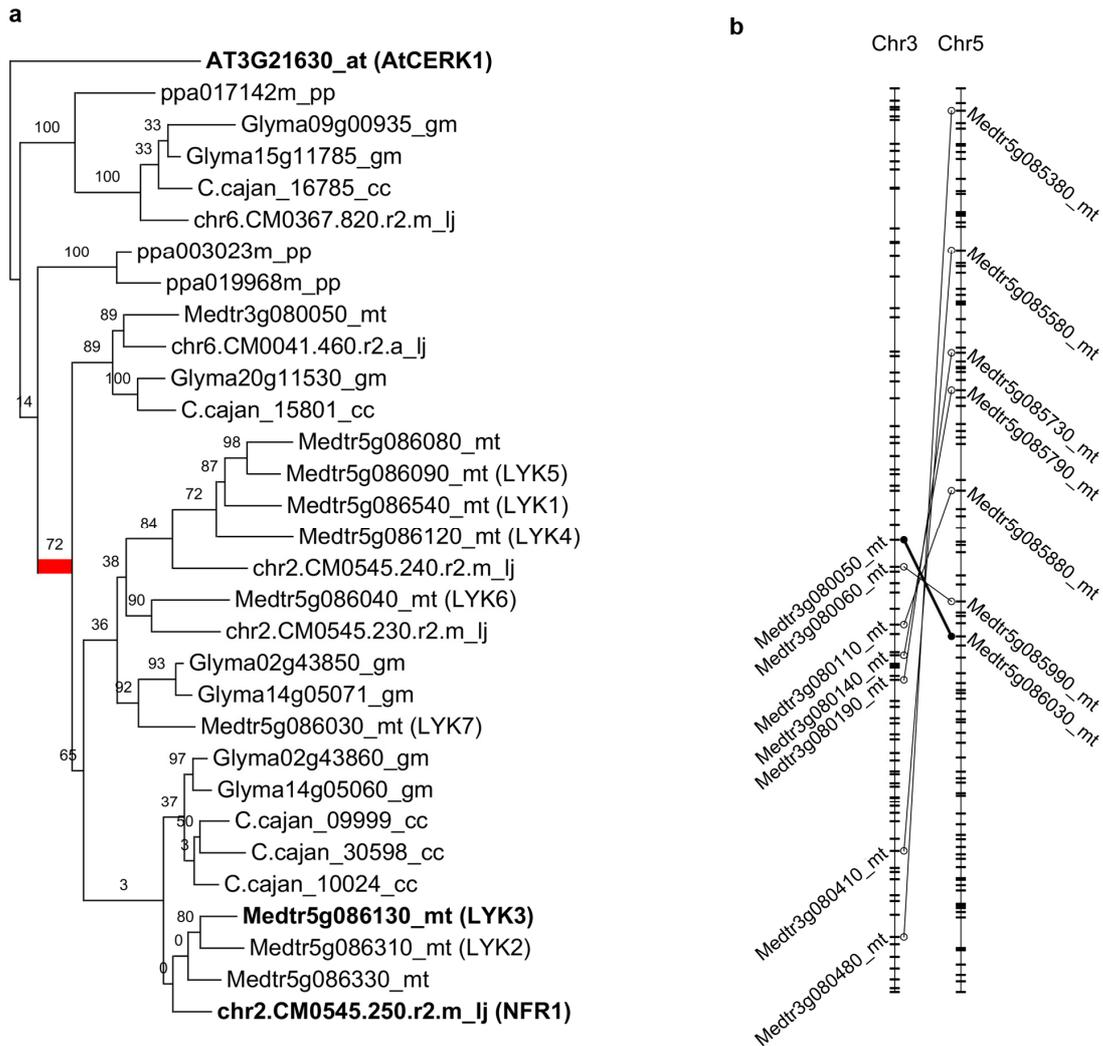 a
AT3G21630_at (AtCERK1)
ppa017142m_pp
100
33
Glyma09g00935_gm
33
Glyma15g11785_gm
100
C.cajan_16785_cc
chr6.CM0367.820.r2.m_lj
100
ppa003023m_pp
ppa019968m_pp
89
Medtr3g080050_mt
89
chr6.CM0041.460.r2.a_lj
100
Glyma20g11530_gm
14
C.cajan_15801_cc
98
Medtr5g086080_mt
87
Medtr5g086090_mt (LYK5)
72
Medtr5g086540_mt (LYK1)
84
Medtr5g086120_mt (LYK4)
72
38
chr2.CM0545.240.r2.m_lj
90
Medtr5g086040_mt (LYK6)
36
chr2.CM0545.230.r2.m_lj
93
Glyma02g43850_gm
92
Glyma14g05071_gm
Medtr5g086030_mt (LYK7)
65
97
Glyma02g43860_gm
37
Glyma14g05060_gm
50
C.cajan_09999_cc
3
C.cajan_30598_cc
3
C.cajan_10024_cc
80
Medtr5g086130_mt (LYK3)
0
Medtr5g086310_mt (LYK2)
0
Medtr5g086330_mt
chr2.CM0545.250.r2.m_lj (NFR1)
b
Chr3 Chr5
Medtr5g085380_mt
Medtr5g085580_mt
Medtr5g085730_mt
Medtr5g085790_mt
Medtr5g085880_mt
Medtr5g085990_mt
Medtr5g086030_mt
Medtr3g080050_mt
Medtr3g080060_mt
Medtr3g080110_mt
Medtr3g080140_mt
Medtr3g080190_mt
Medtr3g080410_mt
Medtr3g080480_mt